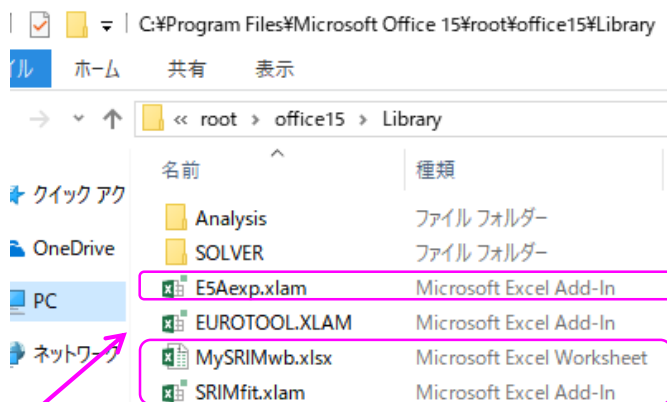 C:¥Program Files¥Microsoft Office 15¥root¥office15¥Library
イル ホーム 共有 表示
« root › office15 › Library
名前 種類
クイック アク
Analysis ファイル フォルダー
OneDrive SOLVER ファイル フォルダー
E5Aexp.xlam Microsoft Excel Add-In
PC
EUROTOOL.XLAM Microsoft Excel Add-In
ネットワーク MySRIMwb.xlsx Microsoft Excel Worksheet
SRIMfit.xlam Microsoft Excel Add-In